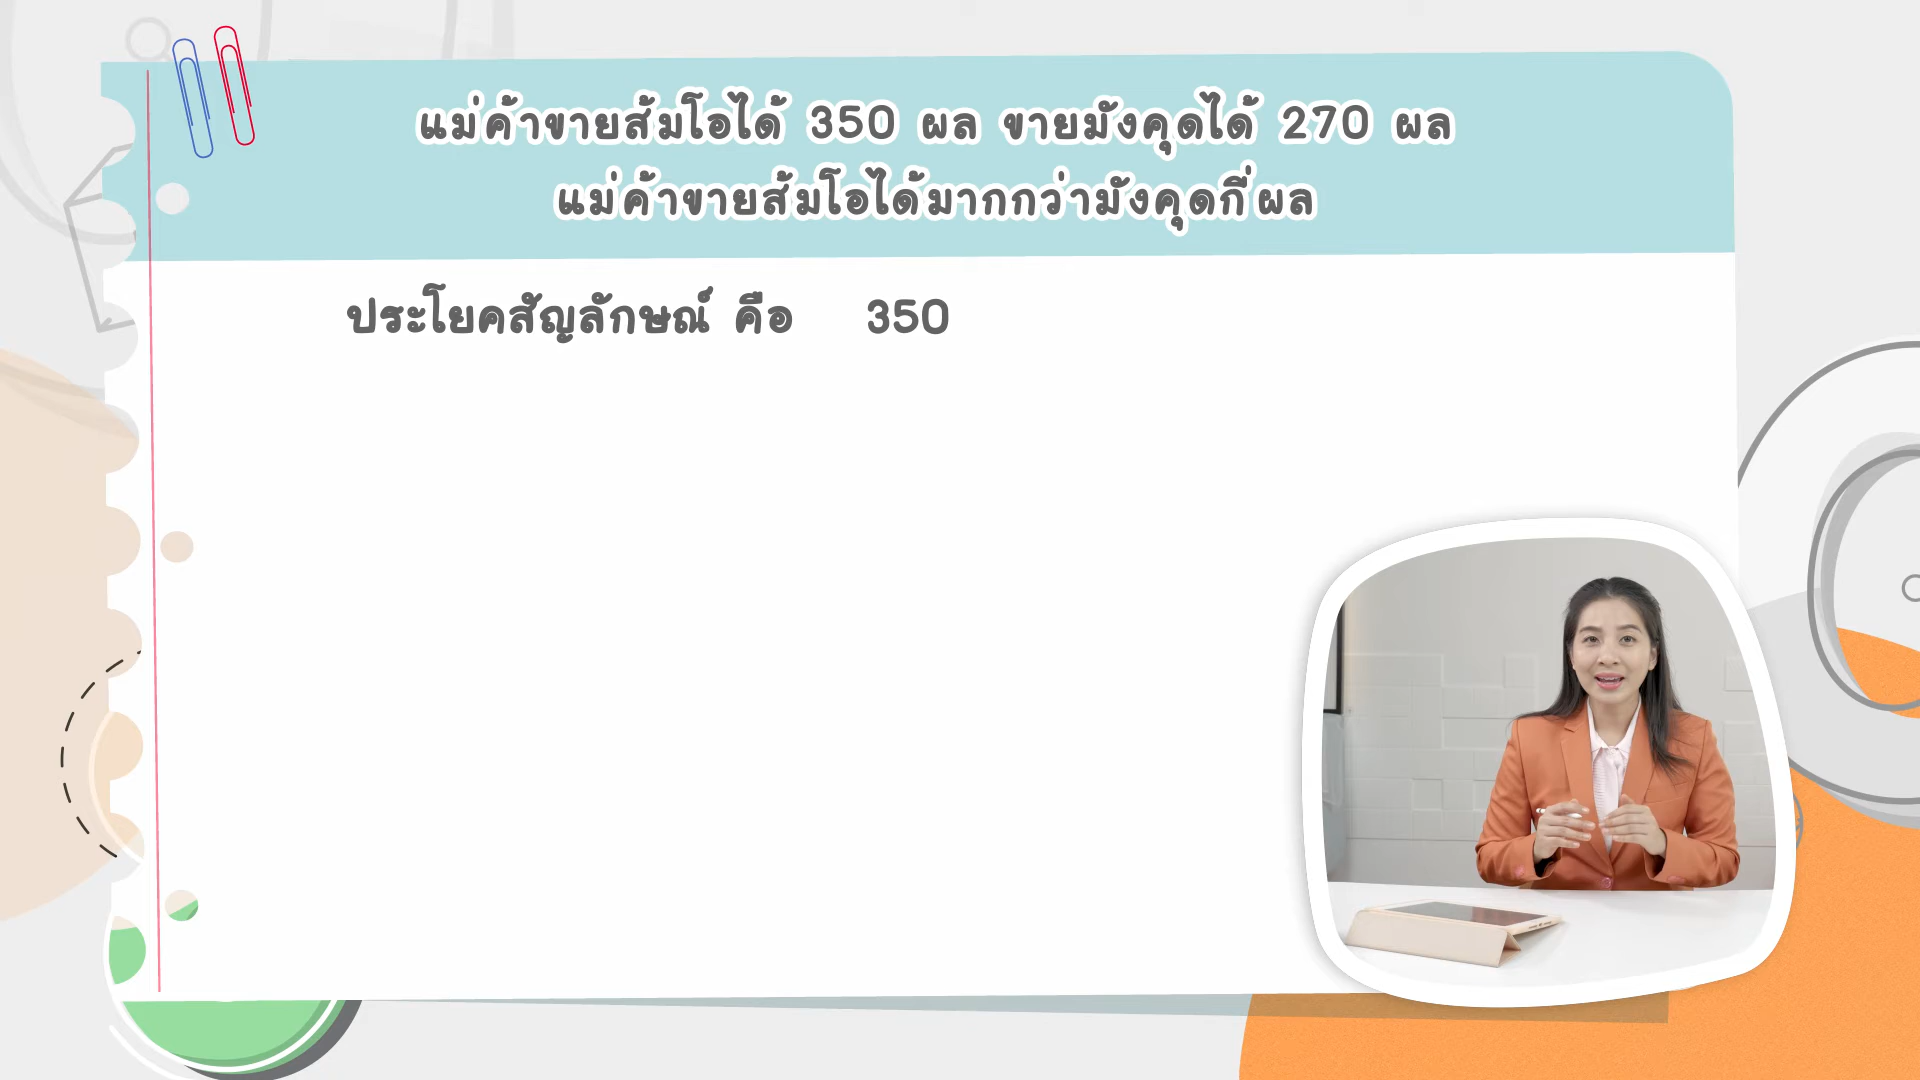 แม่ค้าขายส้มโอได้ 350 ผล ขายมังคุดได้ 270 ผล
แม่ค้าขายส้มโอได้มากกว่ามังคุดกี่ผล
ประโยคสัญลักษณ์ คือ 350